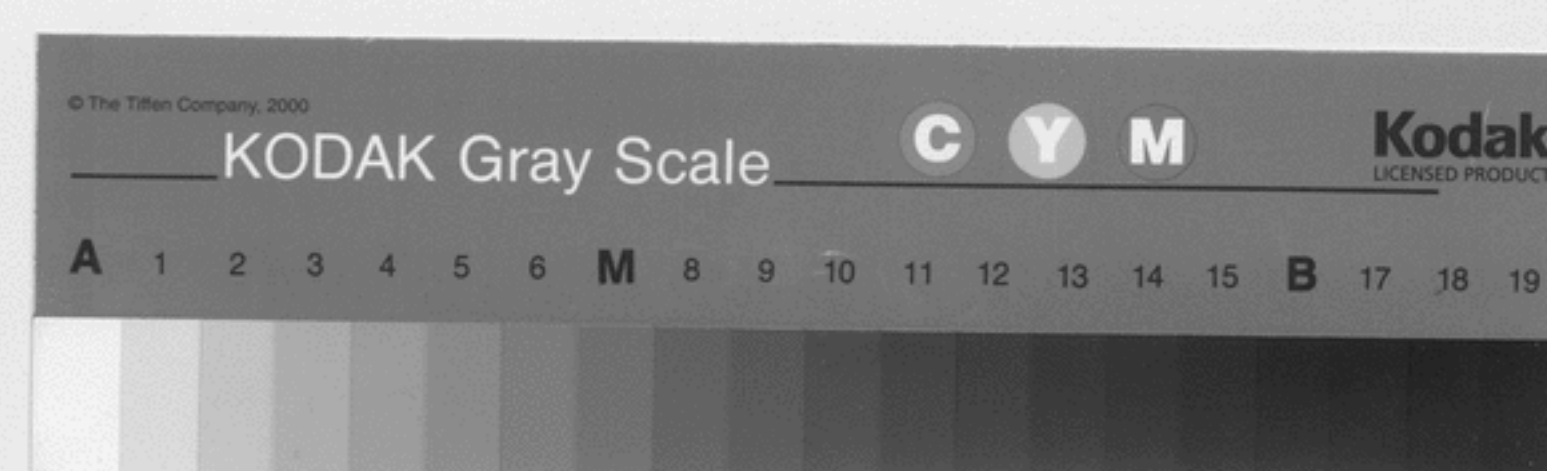 © The Tiffen Company, 2000
KODAK Gray Scale
C Y M
Kodak
LICENSED PRODUCT
A 1 2 3 4 5 6 M 8 9 10 11 12 13 14 15 B 17 18 19